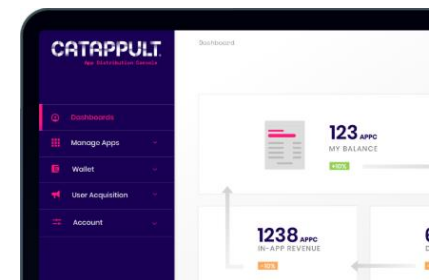 CATAPPULT
App Distribution Console
Dashboard
Dashboards
Manage Apps
Wallet
User Acquisition
Account
123 APPC
MY BALANCE
+10%
1238 APPC
IN-APP REVENUE